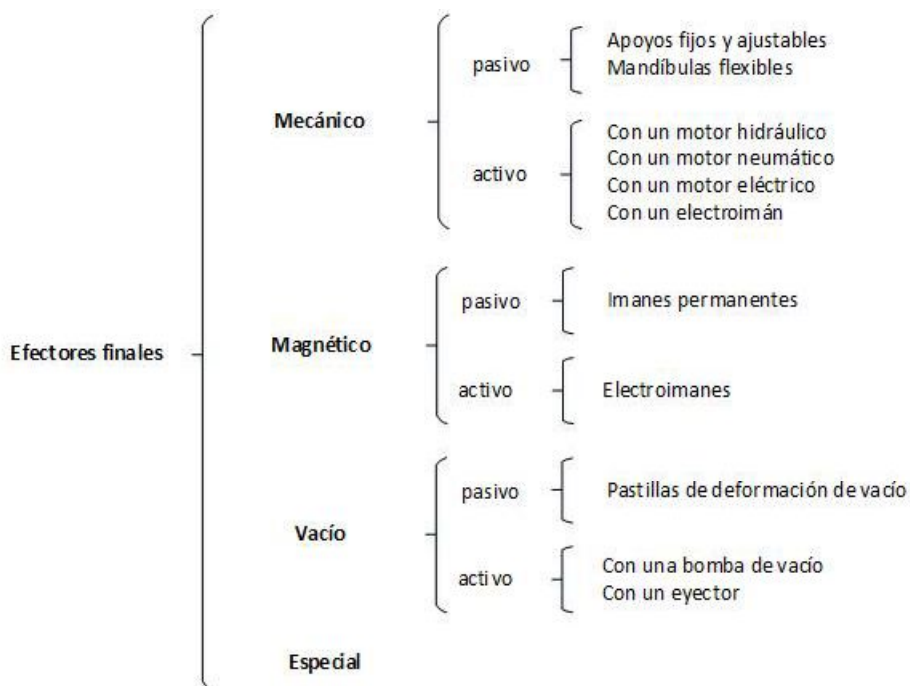 Efectores finales
Mecánico
pasivo
Apoyos fijos y ajustables
Mandíbulas flexibles
activo
Con un motor hidráulico
Con un motor neumático
Con un motor eléctrico
Con un electroimán
Magnético
pasivo
Imanes permanentes
activo
Electroimanes
Vacío
pasivo
Pastillas de deformación de vacío
activo
Con una bomba de vacío
Con un eyector
Especial